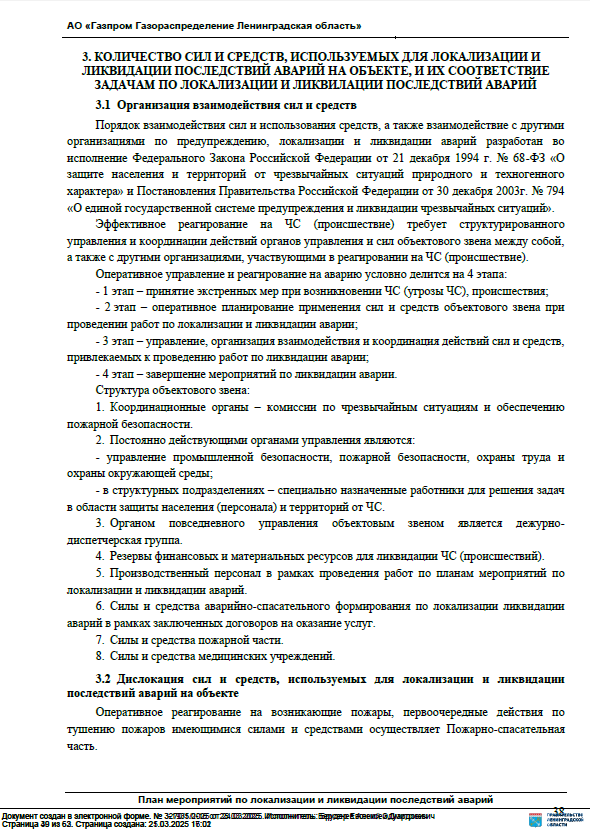 АО «Газпром Газораспределение Ленинградская область»
3. КОЛИЧЕСТВО СИЛ И СРЕДСТВ, ИСПОЛЬЗУЕМЫХ ДЛЯ ЛОКАЛИЗАЦИИ И
ЛИКВИДАЦИИ ПОСЛЕДСТВИЙ АВАРИЙ НА ОБЪЕКТЕ, И ИХ СООТВЕТСТВИЕ
ЗАДАЧАМ ПО ЛОКАЛИЗАЦИИ И ЛИКВИЛАЦИИ ПОСЛЕДСТВИЙ АВАРИЙ
3.1 Организация взаимодействия сил и средств
Порядок взаимодействия сил и использования средств, а также взаимодействие с другими
организациями по предупреждению, локализации и ликвидации аварий разработан во
исполнение Федерального Закона Российской Федерации от 21 декабря 1994 г. № 68-ФЗ «О
защите населения и территорий от чрезвычайных ситуаций природного и техногенного
характера» и Постановления Правительства Российской Федерации от 30 декабря 2003г. № 794
«О единой государственной системе предупреждения и ликвидации чрезвычайных ситуаций».
Эффективное реагирование на ЧС (происшествие) требует структурированного
управления и координации действий органов управления и сил объектового звена между собой,
а также с другими организациями, участвующими в реагировании на ЧС (происшествие).
Оперативное управление и реагирование на аварию условно делится на 4 этапа:
- 1 этап – принятие экстренных мер при возникновении ЧС (угрозы ЧС), происшествия;
- 2 этап – оперативное планирование применения сил и средств объектового звена при
проведении работ по локализации и ликвидации аварии;
- 3 этап – управление, организация взаимодействия и координация действий сил и средств,
привлекаемых к проведению работ по ликвидации аварии;
- 4 этап – завершение мероприятий по ликвидации аварии.
Структура объектового звена:
1. Координационные органы – комиссии по чрезвычайным ситуациям и обеспечению
пожарной безопасности.
2. Постоянно действующими органами управления являются:
- управление промышленной безопасности, пожарной безопасности, охраны труда и
охраны окружающей среды;
- в структурных подразделениях – специально назначенные работники для решения задач
в области защиты населения (персонала) и территорий от ЧС.
3. Органом повседневного управления объектовым звеном является дежурно-
диспетчерская группа.
4. Резервы финансовых и материальных ресурсов для ликвидации ЧС (происшествий).
5. Производственный персонал в рамках проведения работ по планам мероприятий по
локализации и ликвидации аварий.
6. Силы и средства аварийно-спасательного формирования по локализации ликвидации
аварий в рамках заключенных договоров на оказание услуг.
7. Силы и средства пожарной части.
8. Силы и средства медицинских учреждений.
3.2 Дислокация сил и средств, используемых для локализации и ликвидации
последствий аварий на объекте
Оперативное реагирование на возникающие пожары, первоочередные действия по
тушению пожаров имеющимися силами и средствами осуществляет Пожарно-спасательная
часть.
План мероприятий по локализации и ликвидации последствий аварий
38
Документ создан в электронной форме. №
Страница из 63. Страница создана: